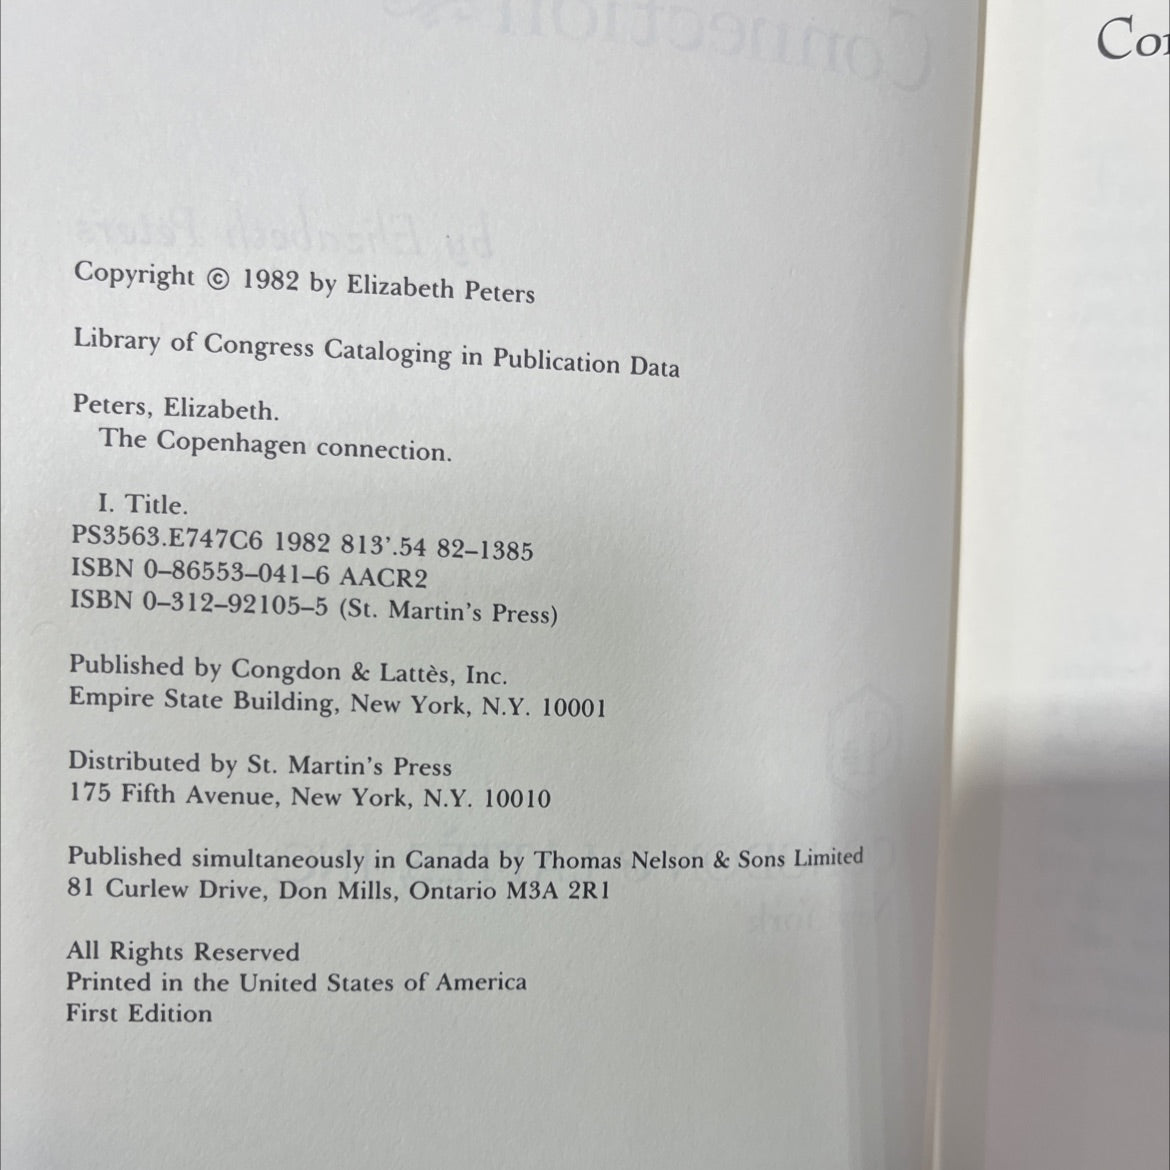 Copyright © 1982 by Elizabeth Peters
Library of Congress Cataloging in Publication Data
Peters, Elizabeth.
The Copenhagen connection.
I. Title.
PS3563.E747C6 1982 813’.54 82–1385
ISBN 0–86553–041–6 AACR2
ISBN 0–312–92105–5 (St. Martin’s Press)
Published by Congdon & Lattès, Inc.
Empire State Building, New York, N.Y. 10001
Distributed by St. Martin’s Press
175 Fifth Avenue, New York, N.Y. 10010
Published simultaneously in Canada by Thomas Nelson & Sons Limited
81 Curlew Drive, Don Mills, Ontario M3A 2R1
All Rights Reserved
Printed in the United States of America
First Edition